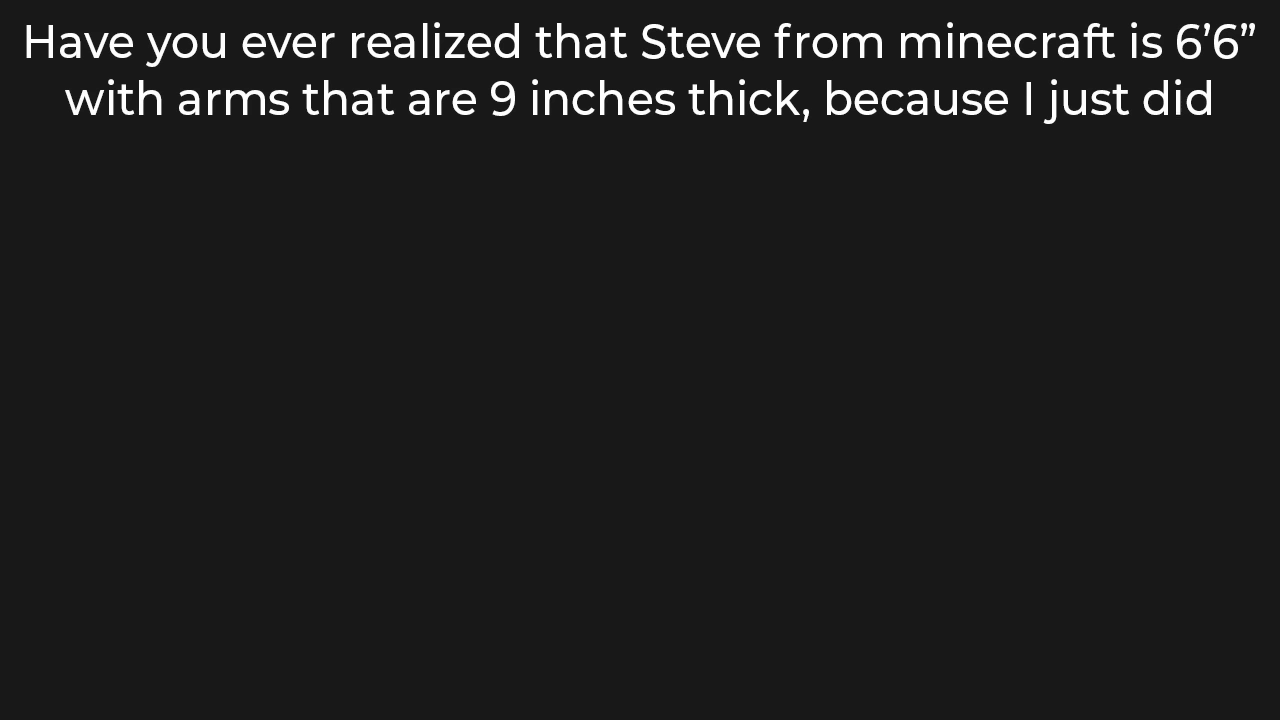 Have you ever realized that Steve from minecraft is 6’6”
with arms that are 9 inches thick, because I just did